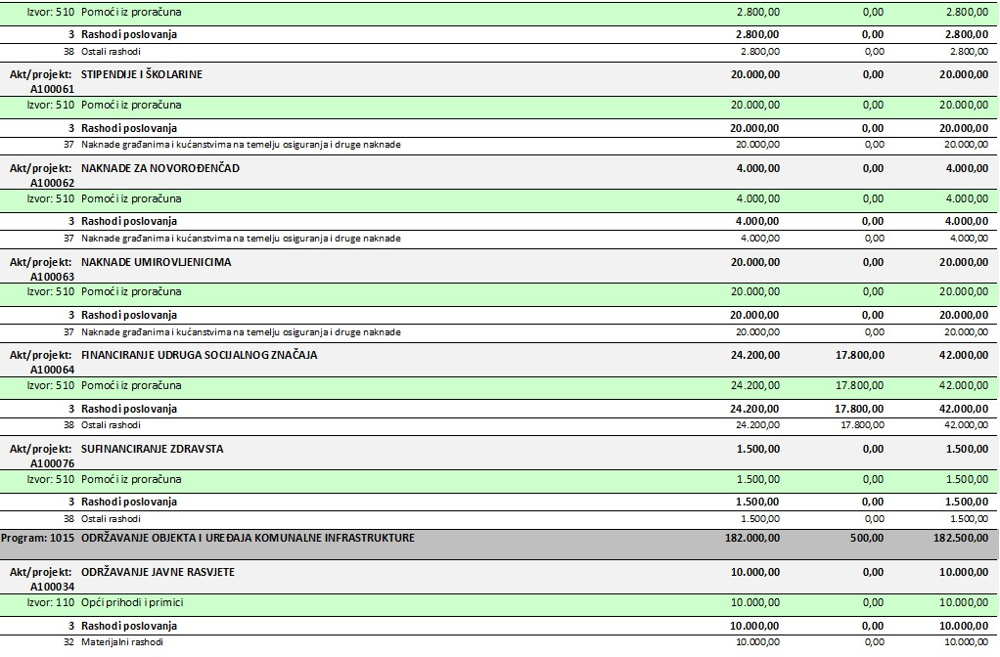 Izvor: 510 Pomoći iz proračuna 2.800,00 0,00 2.800,00
3 Rashodi poslovanja 2.800,00 0,00 2.800,00
38 Ostali rashodi 2.800,00 0,00 2.800,00
Akt/projekt: STIPENDIJE I ŠKOLARINE 20.000,00 0,00 20.000,00
A100061
Izvor: 510 Pomoći iz proračuna 20.000,00 0,00 20.000,00
3 Rashodi poslovanja 20.000,00 0,00 20.000,00
37 Naknade građanima i kućanstvima na temelju osiguranja i druge naknade 20.000,00 0,00 20.000,00
Akt/projekt: NAKNADE ZA NOVOROĐENČAD 4.000,00 0,00 4.000,00
A100062
Izvor: 510 Pomoći iz proračuna 4.000,00 0,00 4.000,00
3 Rashodi poslovanja 4.000,00 0,00 4.000,00
37 Naknade građanima i kućanstvima na temelju osiguranja i druge naknade 4.000,00 0,00 4.000,00
Akt/projekt: NAKNADE UMIROVLJENICIMA 20.000,00 0,00 20.000,00
A100063
Izvor: 510 Pomoći iz proračuna 20.000,00 0,00 20.000,00
3 Rashodi poslovanja 20.000,00 0,00 20.000,00
37 Naknade građanima i kućanstvima na temelju osiguranja i druge naknade 20.000,00 0,00 20.000,00
Akt/projekt: FINANCIRANJE UDRUGA SOCIJALNOG ZNAČAJA 24.200,00 17.800,00 42.000,00
A100064
Izvor: 510 Pomoći iz proračuna 24.200,00 17.800,00 42.000,00
3 Rashodi poslovanja 24.200,00 17.800,00 42.000,00
38 Ostali rashodi 24.200,00 17.800,00 42.000,00
Akt/projekt: SUFINANCIRANJE ZDRAVSTA 1.500,00 0,00 1.500,00
A100076
Izvor: 510 Pomoći iz proračuna 1.500,00 0,00 1.500,00
3 Rashodi poslovanja 1.500,00 0,00 1.500,00
38 Ostali rashodi 1.500,00 0,00 1.500,00
Program: 1015 ODRŽAVANJE OBJEKTA I UREĐAJA KOMUNALNE INFRASTRUKTURE 182.000,00 500,00 182.500,00
Akt/projekt: ODRŽAVANJE JAVNE RASVJETE 10.000,00 0,00 10.000,00
A100034
Izvor: 110 Opći prihodi i primici 10.000,00 0,00 10.000,00
3 Rashodi poslovanja 10.000,00 0,00 10.000,00
32 Materijalni rashodi 10.000,00 0,00 10.000,00